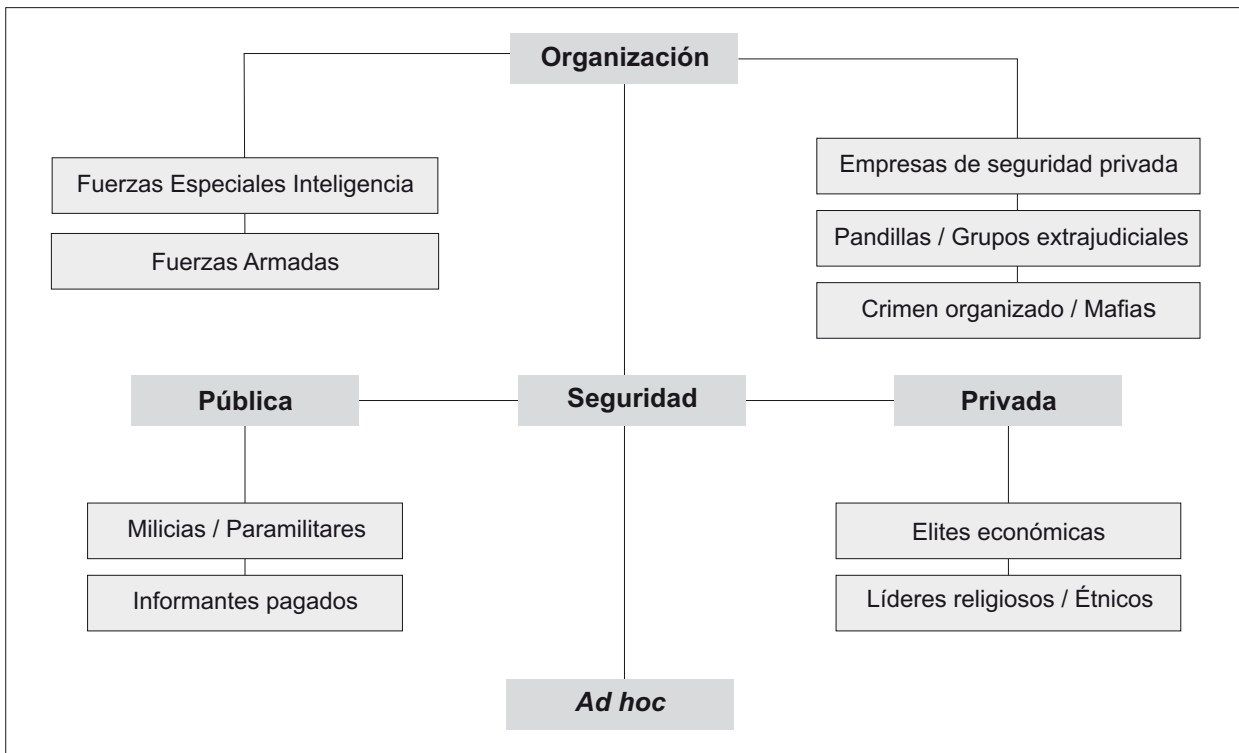 Organización
Fuerzas Especiales Inteligencia
Fuerzas Armadas
Empresas de seguridad privada
Pandillas / Grupos extrajudiciales
Crimen organizado / Mafias
Pública
Seguridad
Privada
Milicias / Paramilitares
Informantes pagados
Elites económicas
Líderes religiosos / Étnicos
Ad hoc